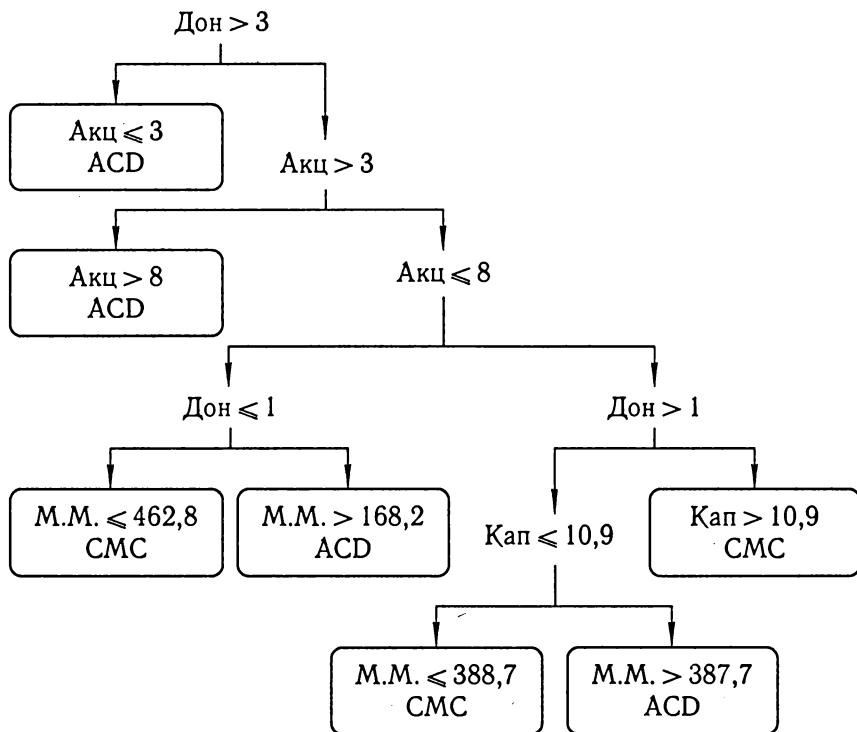 Дон > 3
Акц ⩽ 3
ACD
Акц > 3
Акц > 8
ACD
Акц ⩽ 8
Дон ⩽ 1
Дон > 1
М.М. ⩽ 462,8
CMC
М.М. > 168,2
ACD
Кап ⩽ 10,9
Кап > 10,9
CMC
М.М. ⩽ 388,7
CMC
М.М. > 387,7
ACD